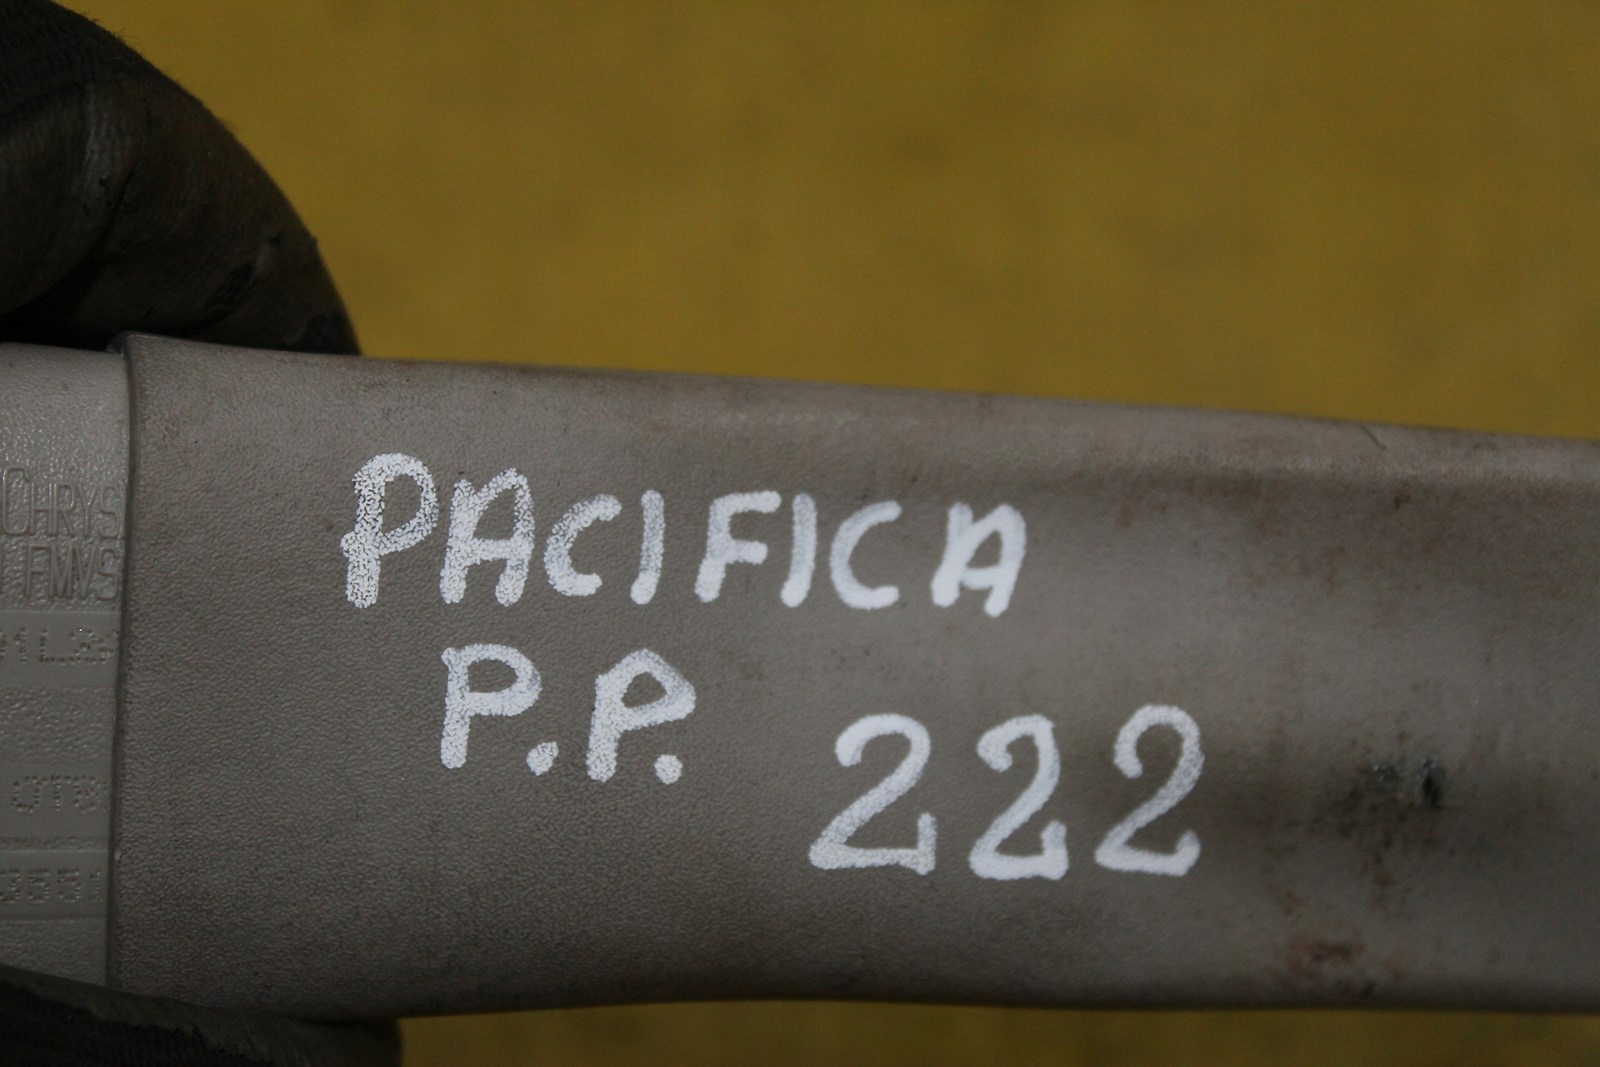 PACIFICA
P.P. 222
CHRYS
FMVS